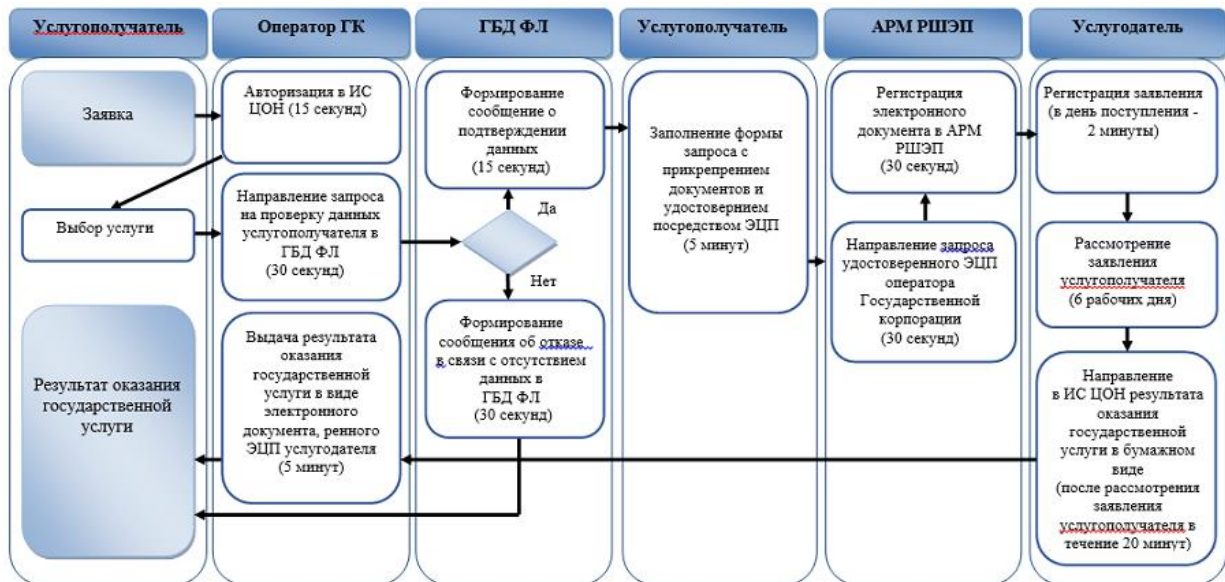 Услугополучатель
Оператор ГК
ГБД ФЛ
Услугополучатель
АРМ РШЭП
Услугодатель
Заявка
Выбор услуги
Результат оказания
государственной
услуги
Авторизация в ИС
ЦОН (15 секунд)
Направление запроса
на проверку данных
услугополучателя в
ГБД ФЛ
(30 секунд)
Выдача результата
оказания
государственной
услуги в виде
электронного
документа, ренного
ЭЦП услугодателя
(5 минут)
Формирование
сообщение о
подтверждении
данных
(15 секунд)
Да
Нет
Формирование
сообщения об отказе
в связи с отсутствием
данных в
ГБД ФЛ
(30 секунд)
Заполнение формы
запроса с
прикрепрением
документов и
удостовернием
посредством ЭЦП
(5 минут)
Регистрация
электронного
документа в АРМ
РШЭП
(30 секунд)
Направление запроса
удостоверенного ЭЦП
оператора
Государственной
корпорации
(30 секунд)
Регистрация заявления
(в день поступления -
2 минуты)
Рассмотрение
заявления
услугополучателя
(6 рабочих дня)
Направление
в ИС ЦОН результата
оказания
государственной
услуги в бумажном
виде
(после рассмотрения
заявления
услугополучателя в
течение 20 минут)